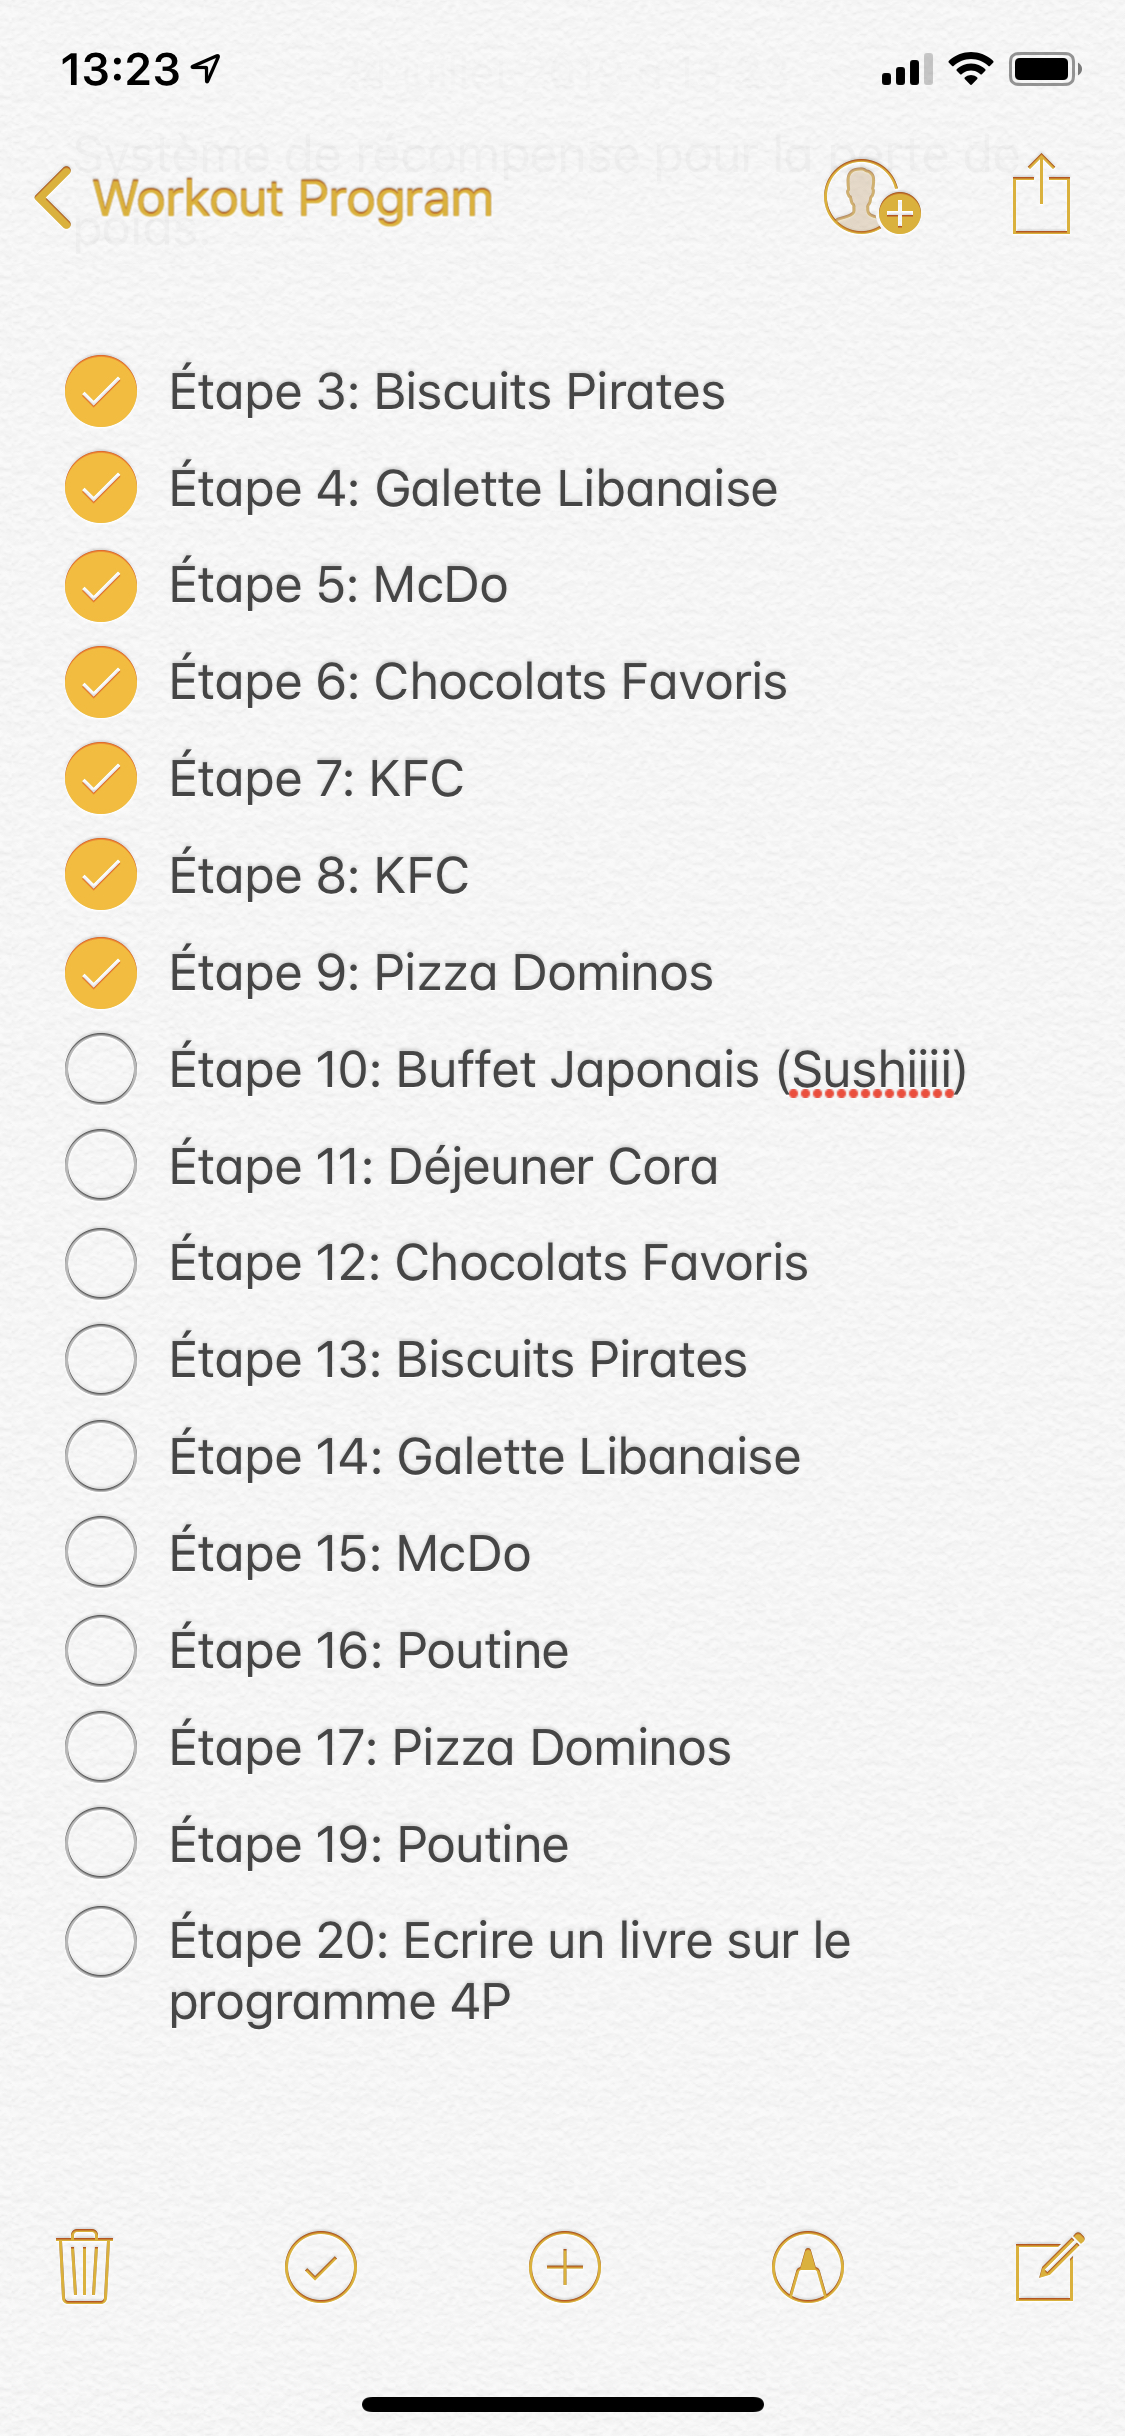 13:23
Système de récompense pour la perte de
poid
Workout Program
Étape 3: Biscuits Pirates
Étape 4: Galette Libanaise
Étape 5: McDo
Étape 6: Chocolats Favoris
Étape 7: KFC
Étape 8: KFC
Étape 9: Pizza Dominos
Étape 10: Buffet Japonais (Sushiiii)
Étape 11: Déjeuner Cora
Étape 12: Chocolats Favoris
Étape 13: Biscuits Pirates
Étape 14: Galette Libanaise
Étape 15: McDo
Étape 16: Poutine
Étape 17: Pizza Dominos
Étape 19: Poutine
Étape 20: Ecrire un livre sur le
programme 4P